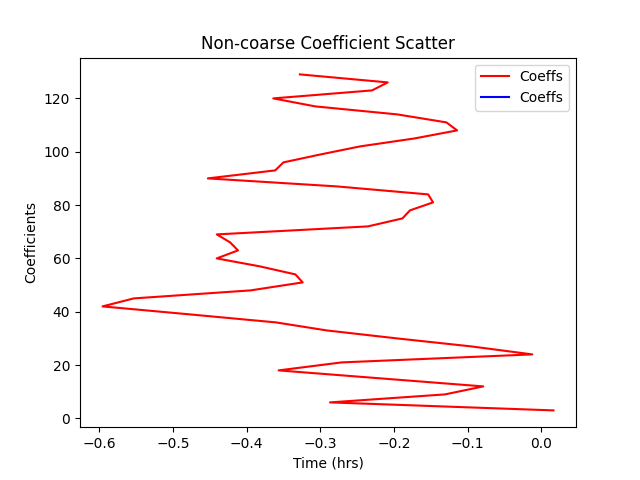 Non-coarse Coefficient Scatter
Coeffs
Coeffs
120
100
80
60
40
20
0
Coefficients
−0.6 −0.5 −0.4 −0.3 −0.2 −0.1 0.0
Time (hrs)